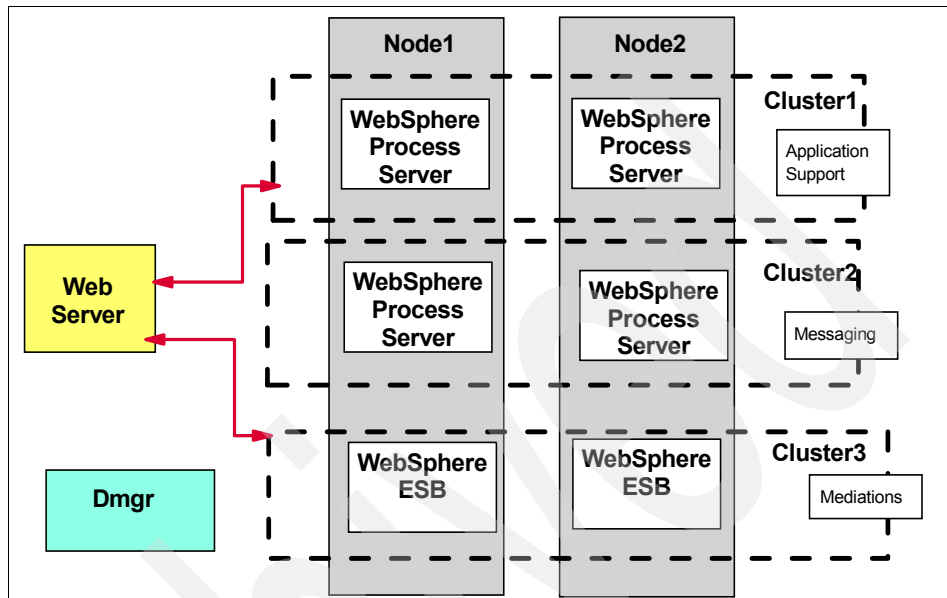 Node1
Node2
Cluster1
WebSphere
Process
Server
WebSphere
Process
Server
Application
Support
Web
Server
Cluster2
WebSphere
Process
Server
WebSphere
Process
Server
Messaging
Cluster3
WebSphere
ESB
WebSphere
ESB
Mediations
Dmgr